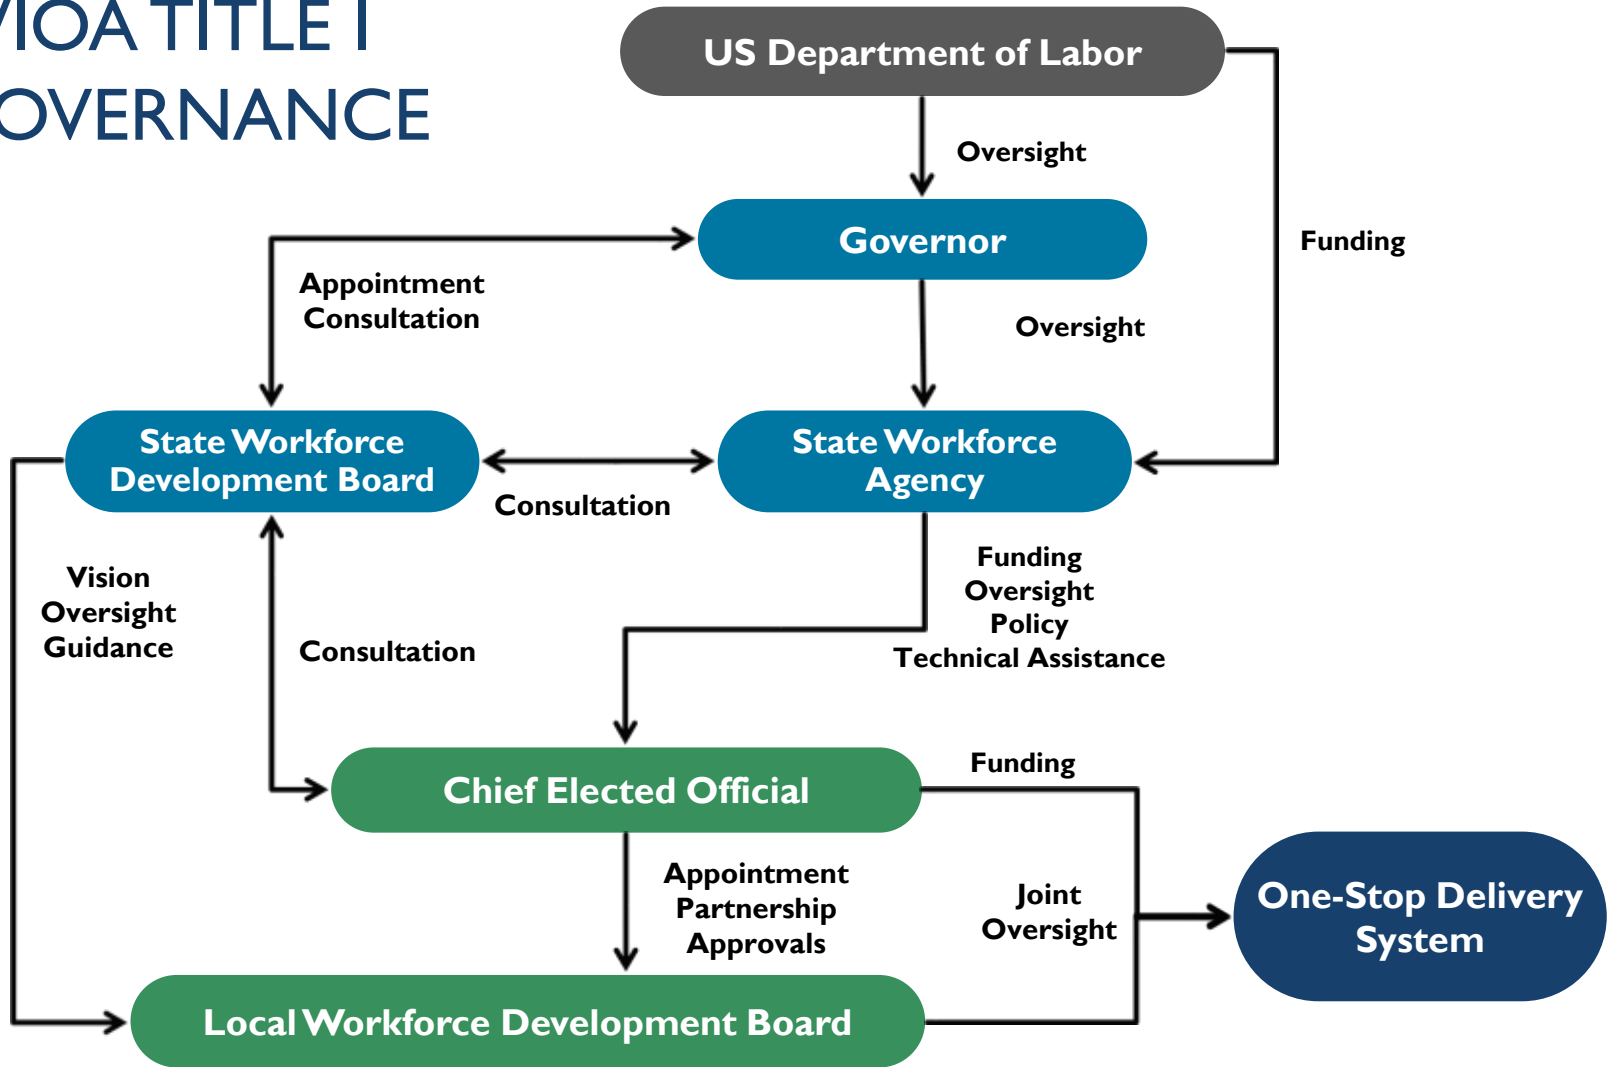 VIOA TITLE I
OVERNANCE
US Department of Labor
Oversight
Governor
Funding
Appointment
Consultation
Oversight
State Workforce
Development Board
State Workforce
Agency
Consultation
Vision
Oversight
Guidance
Consultation
Funding
Oversight
Policy
Technical Assistance
Chief Elected Official
Funding
Appointment
Partnership
Approvals
Joint
Oversight
One-Stop Delivery
System
Local Workforce Development Board